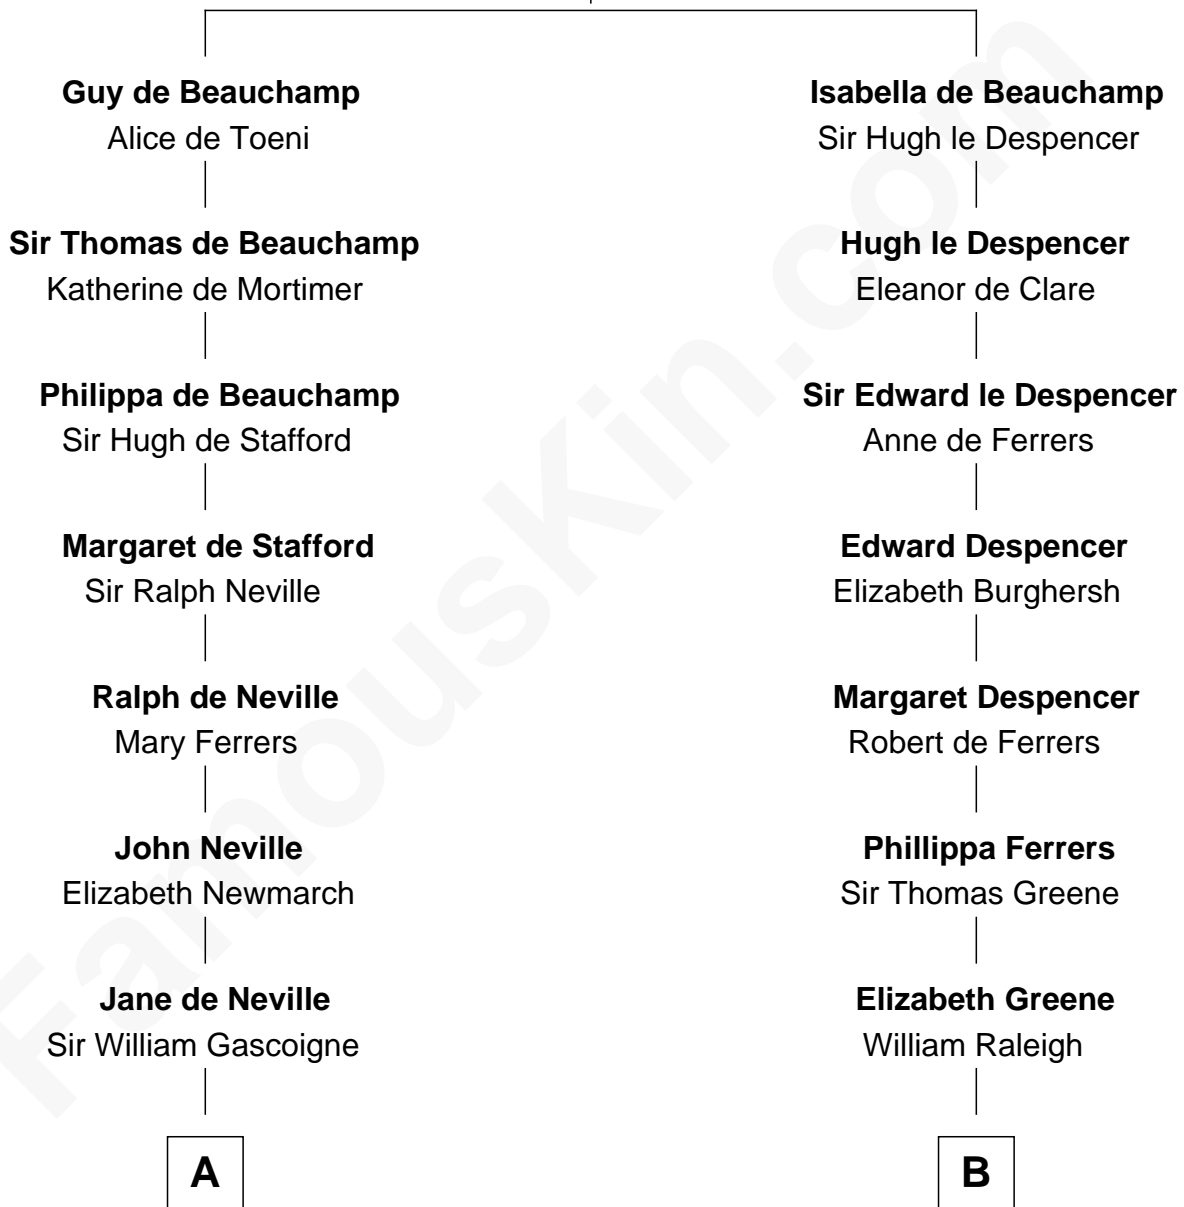 Guy de Beauchamp
Alice de Toeni
Sir Thomas de Beauchamp
Katherine de Mortimer
Philippa de Beauchamp
Sir Hugh de Stafford
Margaret de Stafford
Sir Ralph Neville
Ralph de Neville
Mary Ferrers
John Neville
Elizabeth Newmarch
Jane de Neville
Sir William Gascoigne
A
Isabella de Beauchamp
Sir Hugh le Despencer
Hugh le Despencer
Eleanor de Clare
Sir Edward le Despencer
Anne de Ferrers
Edward Despencer
Elizabeth Burghersh
Margaret Despencer
Robert de Ferrers
Phillippa Ferrers
Sir Thomas Greene
Elizabeth Greene
William Raleigh
B
FamousKin.com